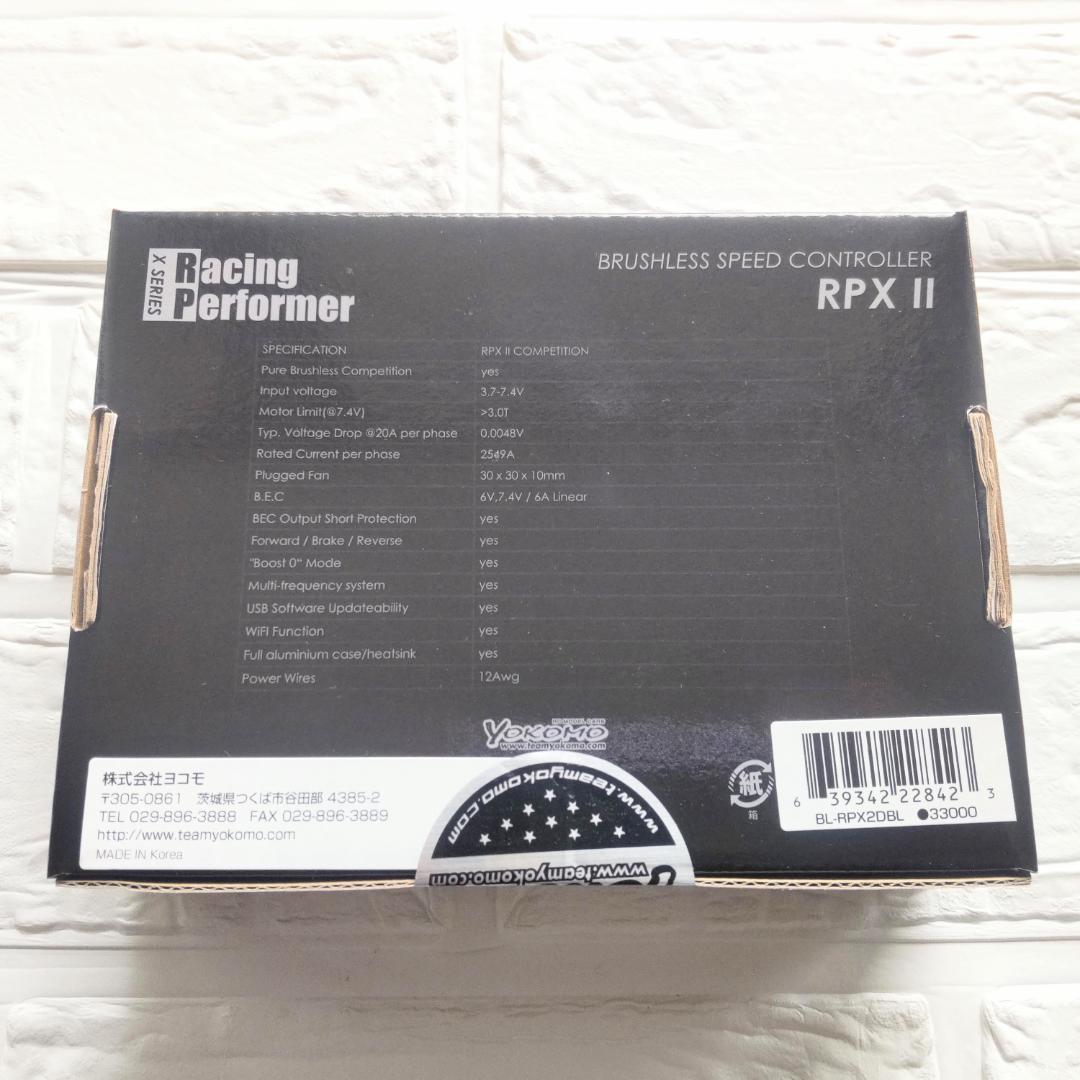 X SERIES
Racing
Performer
BRUSHLESS SPEED CONTROLLER
RPX II
SPECIFICATION RPX II COMPETITION
Pure Brushless Competition yes
Input voltage 3.7-7.4V
Motor Limit(@7.4V) >3.0T
Typ. Voltage Drop @20A per phase 0.0048V
Rated Current per phase 2549A
Plugged Fan 30 x 30 x 10mm
B.E.C 6V,7.4V / 6A Linear
BEC Output Short Protection yes
Forward / Brake / Reverse yes
"Boost 0" Mode yes
Multi-frequency system yes
USB Software Updateability yes
WiFi Function yes
Full aluminium case/heatsink yes
Power Wires 12Awg
RC MODEL CARS
YOKOMO
www.teamyokomo.com
株式会社ヨコモ
〒305-0861 茨城県つくば市谷田部 4385-2
TEL 029-896-3888 FAX 029-896-3889
http://www.teamyokomo.com
MADE IN Korea
www.teamyokomo.com
www.teamyokomo.com
紙
箱
6 39342 22842 3
BL-RPX2DBL ●33000